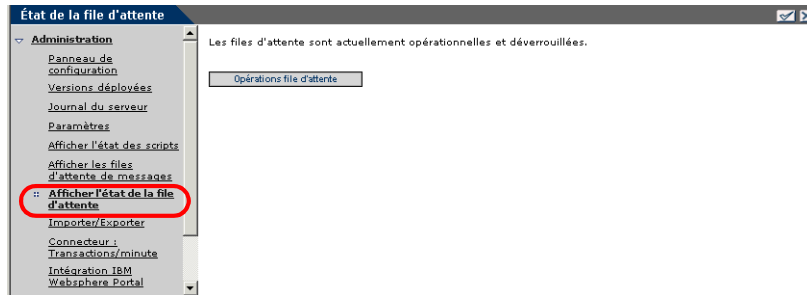 État de la file d'attente
Administration
Panneau de
configuration
Versions déployées
Journal du serveur
Paramètres
Afficher l'état des scripts
Afficher les files
d'attente de messages
Afficher l'état de la file
d'attente
Importer/Exporter
Connecteur :
Transactions/minute
Intégration IBM
Websphere Portal
Les files d'attente sont actuellement opérationnelles et déverrouillées.
Opérations file d'attente